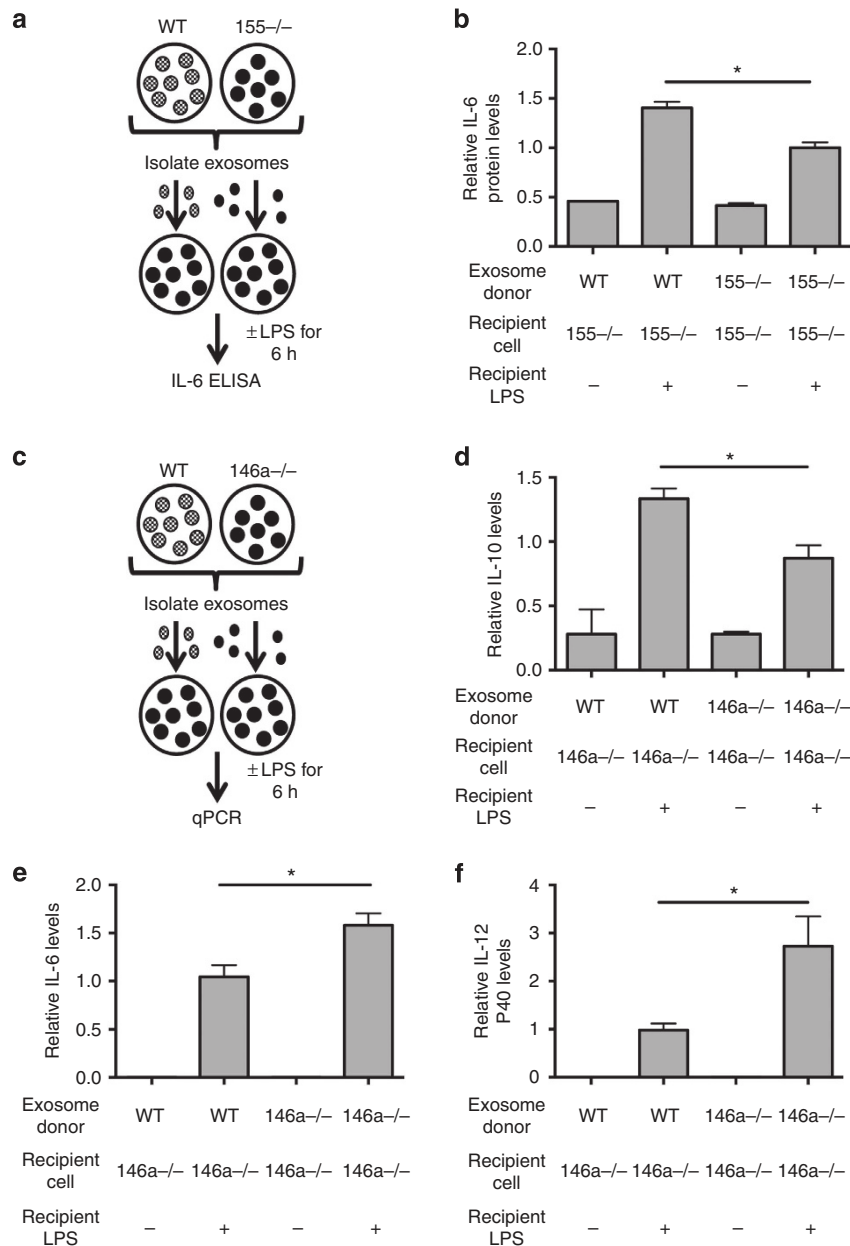 a
WT 155–/–
Isolate exosomes
±LPS for
6 h
IL-6 ELISA
b
Relative IL-6
protein levels
2.0
1.5
1.0
0.5
0.0
*
Exosome
donor
WT WT 155–/– 155–/–
Recipient
cell
155–/– 155–/– 155–/– 155–/–
Recipient
LPS
– + – +
c
WT 146a–/–
Isolate exosomes
±LPS for
6 h
qPCR
d
Relative IL-10 levels
1.5
1.0
0.5
0.0
*
Exosome
donor
WT WT 146a–/– 146a–/–
Recipient
cell
146a–/– 146a–/– 146a–/– 146a–/–
Recipient
LPS
– + – +
e
Relative IL-6 levels
2.0
1.5
1.0
0.5
0.0
*
Exosome
donor
WT WT 146a–/– 146a–/–
Recipient
cell
146a–/– 146a–/– 146a–/– 146a–/–
Recipient
LPS
– + – +
f
Relative IL-12
P40 levels
4
3
2
1
0
*
Exosome
donor
WT WT 146a–/– 146a–/–
Recipient
cell
146a–/– 146a–/– 146a–/– 146a–/–
Recipient
LPS
– + – +